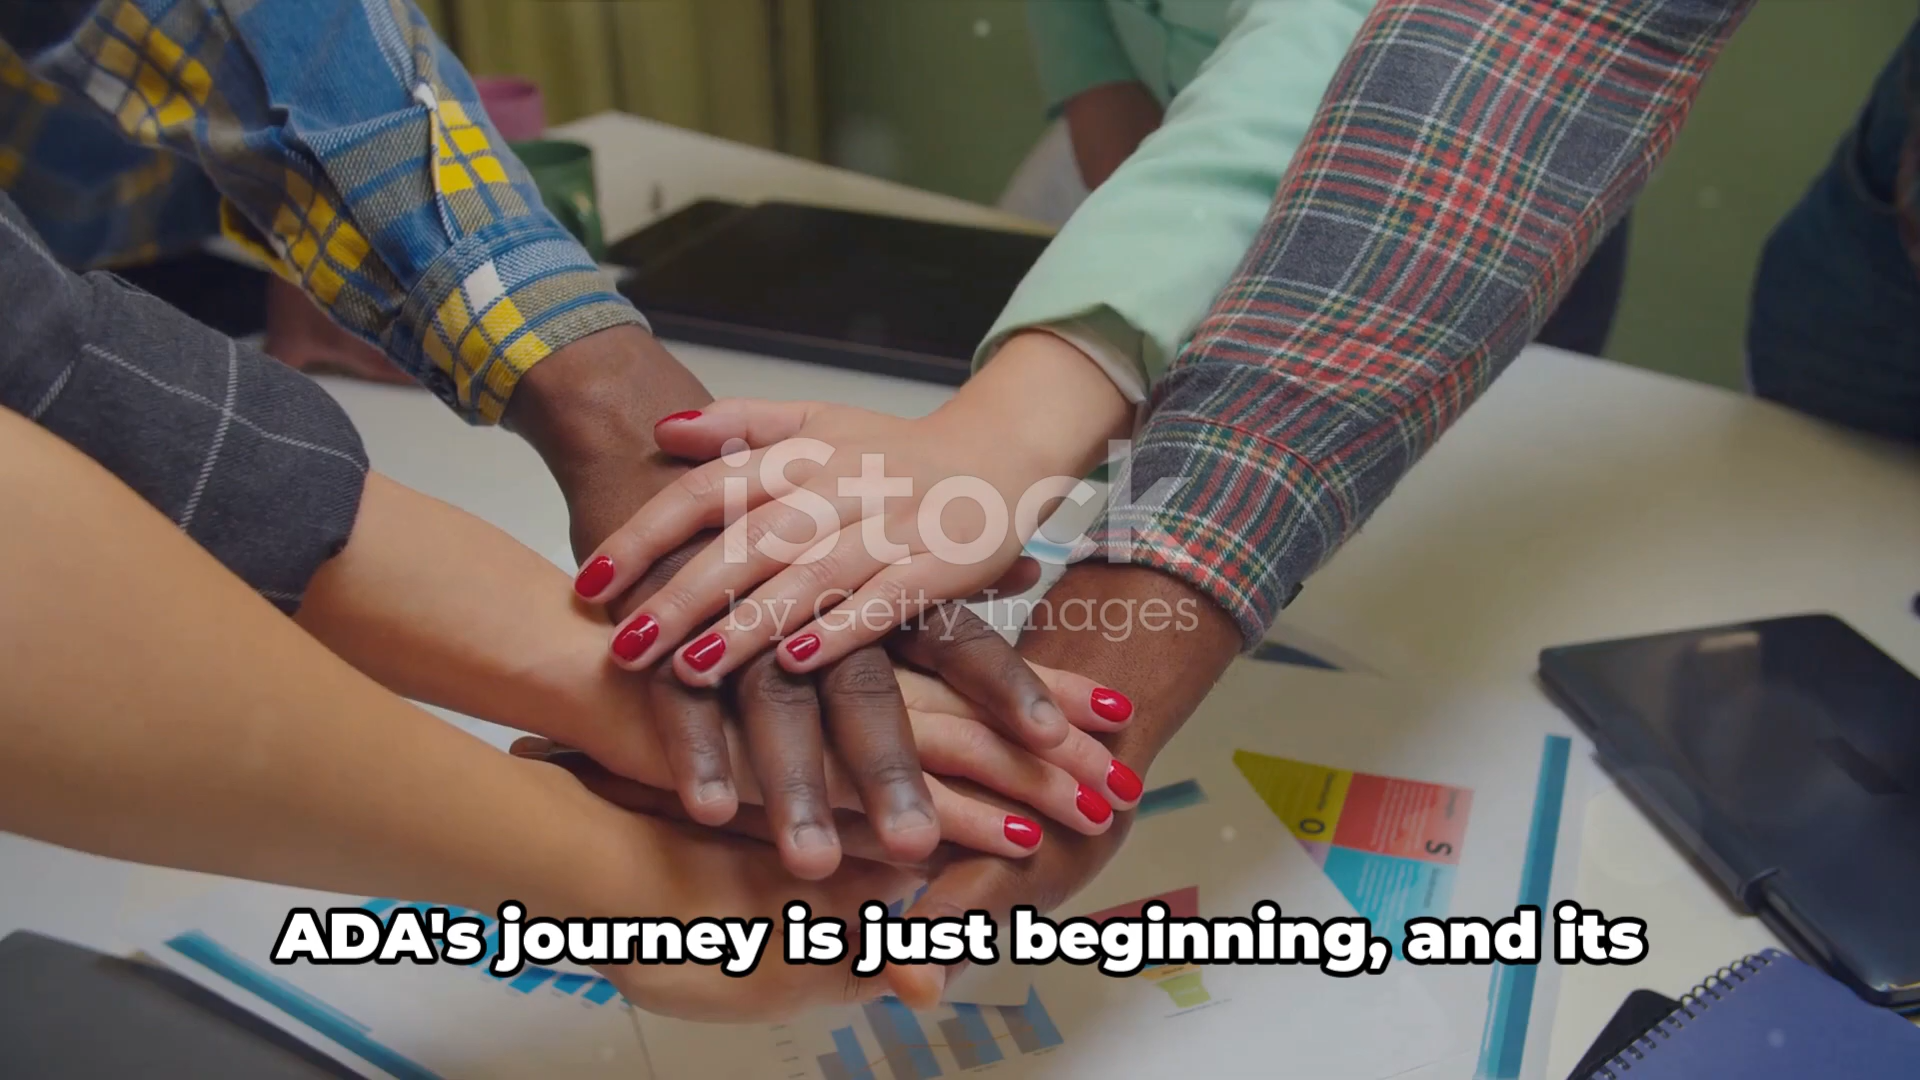 iStock
by Getty Images
O
S
ADA's journey is just beginning, and its